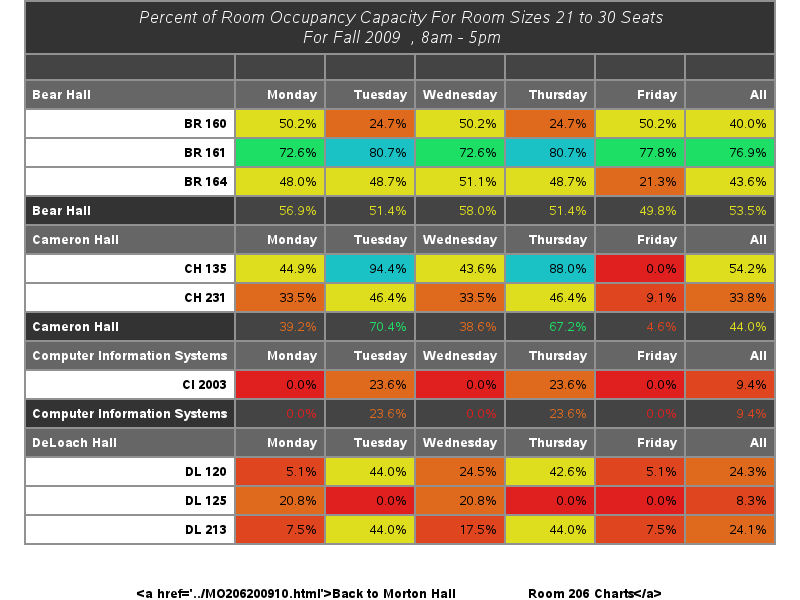 Percent of Room Occupancy Capacity For Room Sizes 21 to 30 Seats
For Fall 2009 , 8am - 5pm
Bear Hall Monday Tuesday Wednesday Thursday Friday All
BR 160 50.2% 24.7% 50.2% 24.7% 50.2% 40.0%
BR 161 72.6% 80.7% 72.6% 80.7% 77.8% 76.9%
BR 164 48.0% 48.7% 51.1% 48.7% 21.3% 43.6%
Bear Hall 56.9% 51.4% 58.0% 51.4% 49.8% 53.5%
Cameron Hall Monday Tuesday Wednesday Thursday Friday All
CH 135 44.9% 94.4% 43.6% 88.0% 0.0% 54.2%
CH 231 33.5% 46.4% 33.5% 46.4% 9.1% 33.8%
Cameron Hall 39.2% 70.4% 38.6% 67.2% 4.6% 44.0%
Computer Information Systems Monday Tuesday Wednesday Thursday Friday All
CI 2003 0.0% 23.6% 0.0% 23.6% 0.0% 9.4%
Computer Information Systems 0.0% 23.6% 0.0% 23.6% 0.0% 9.4%
DeLoach Hall Monday Tuesday Wednesday Thursday Friday All
DL 120 5.1% 44.0% 24.5% 42.6% 5.1% 24.3%
DL 125 20.8% 0.0% 20.8% 0.0% 0.0% 8.3%
DL 213 7.5% 44.0% 17.5% 44.0% 7.5% 24.1%
<a href='../MO206200910.html'>Back to Morton Hall Room 206 Charts</a>